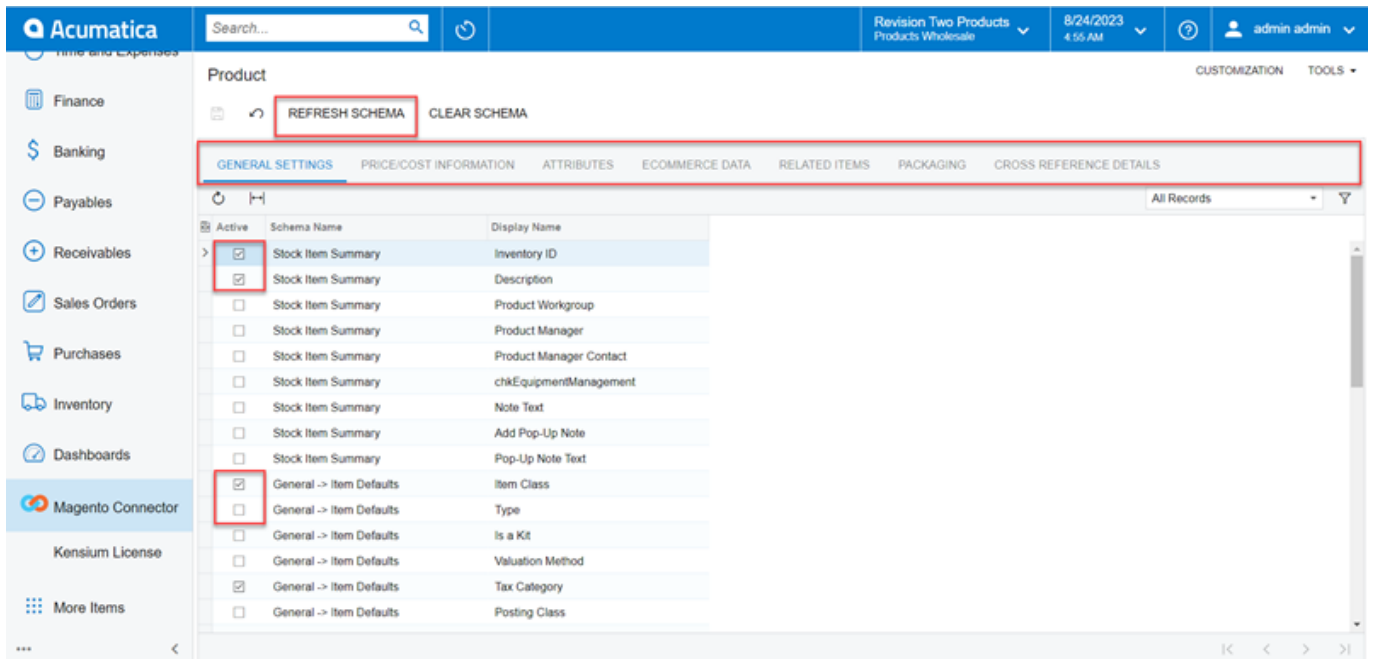 Acumatica
Search...
Revision Two Products
Products Wholesale
8/24/2023
4:55 AM
admin admin
Time and Expenses
Finance
Banking
Payables
Receivables
Sales Orders
Purchases
Inventory
Dashboards
Magento Connector
Kensium License
More Items
Product
CUSTOMIZATION TOOLS
REFRESH SCHEMA CLEAR SCHEMA
GENERAL SETTINGS PRICE/COST INFORMATION ATTRIBUTES ECOMMERCE DATA RELATED ITEMS PACKAGING CROSS REFERENCE DETAILS
All Records
Active Schema Name Display Name
Stock Item Summary Inventory ID
Stock Item Summary Description
Stock Item Summary Product Workgroup
Stock Item Summary Product Manager
Stock Item Summary Product Manager Contact
Stock Item Summary chkEquipmentManagement
Stock Item Summary Note Text
Stock Item Summary Add Pop-Up Note
Stock Item Summary Pop-Up Note Text
General -> Item Defaults Item Class
General -> Item Defaults Type
General -> Item Defaults Is a Kit
General -> Item Defaults Valuation Method
General -> Item Defaults Tax Category
General -> Item Defaults Posting Class